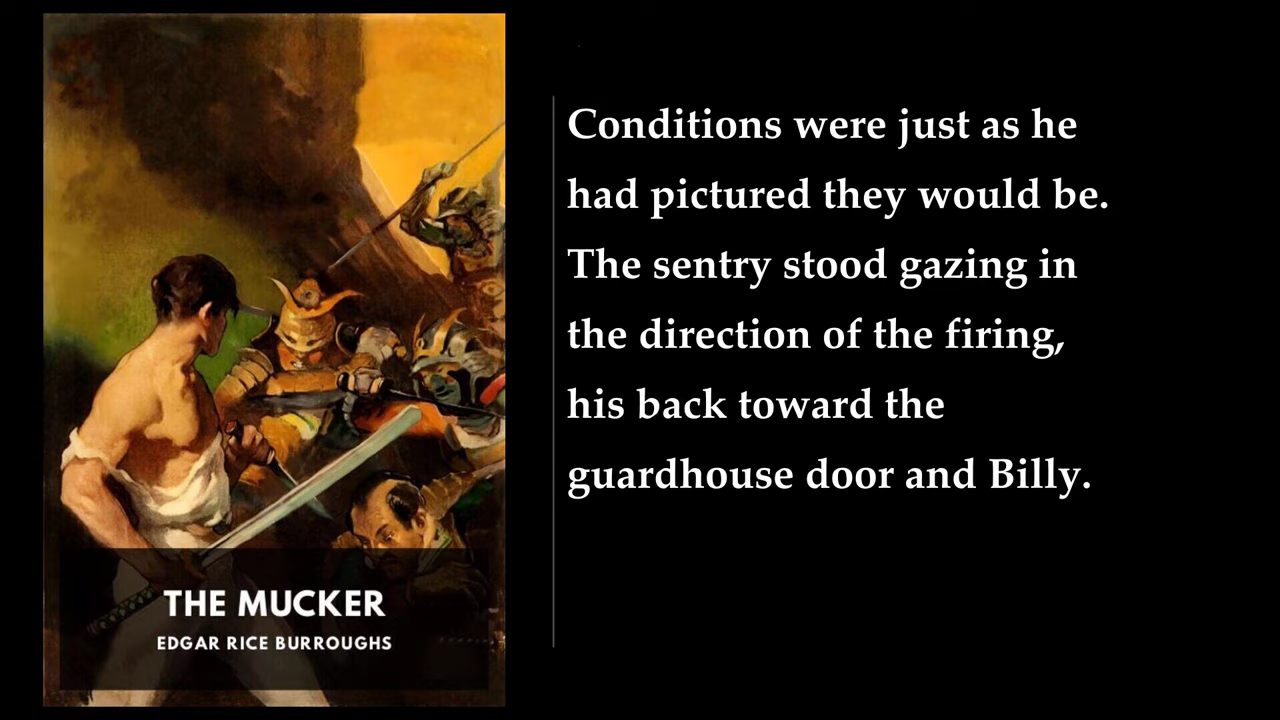 THE MUCKER
EDGAR RICE BURROUGHS
Conditions were just as he
had pictured they would be.
The sentry stood gazing in
the direction of the firing,
his back toward the
guardhouse door and Billy.